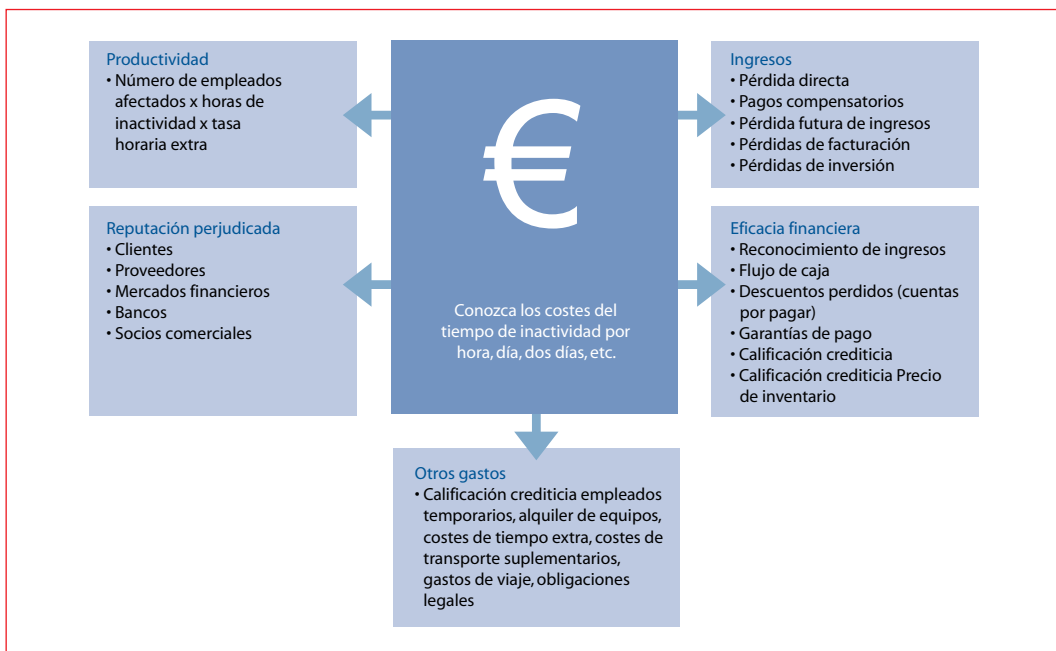 Productividad
• Número de empleados
afectados x horas de
inactividad x tasa
horaria extra
Reputación perjudicada
• Clientes
• Proveedores
• Mercados financieros
• Bancos
• Socios comerciales
€
Conozca los costes del
tiempo de inactividad por
hora, día, dos días, etc.
Ingresos
• Pérdida directa
• Pagos compensatorios
• Pérdida futura de ingresos
• Pérdidas de facturación
• Pérdidas de inversión
Eficacia financiera
• Reconocimiento de ingresos
• Flujo de caja
• Descuentos perdidos (cuentas
por pagar)
• Garantías de pago
• Calificación crediticia
• Calificación crediticia Precio
de inventario
Otros gastos
• Calificación crediticia empleados
temporarios, alquiler de equipos,
costes de tiempo extra, costes de
transporte suplementarios,
gastos de viaje, obligaciones
legales